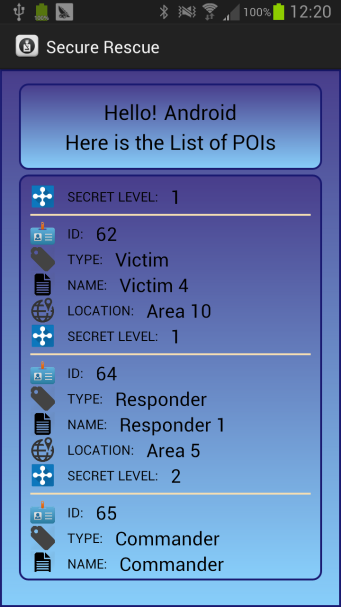 100% 12:20
Secure Rescue
Hello! Android
Here is the List of POIs
SECRET LEVEL: 1
ID: 62
TYPE: Victim
NAME: Victim 4
LOCATION: Area 10
SECRET LEVEL: 1
ID: 64
TYPE: Responder
NAME: Responder 1
LOCATION: Area 5
SECRET LEVEL: 2
ID: 65
TYPE: Commander
NAME: Commander